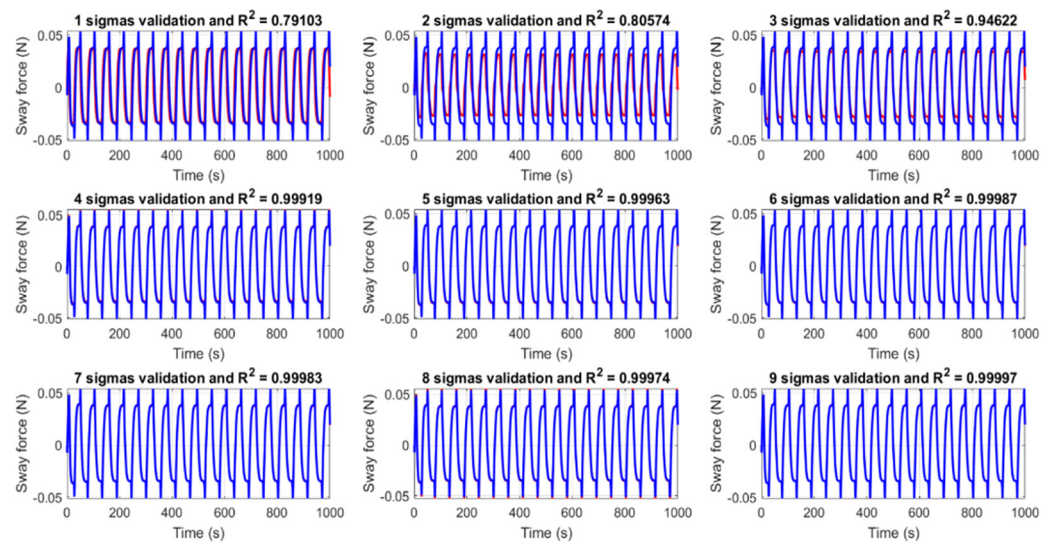 1 sigmas validation and R² = 0.79103
2 sigmas validation and R² = 0.80574
3 sigmas validation and R² = 0.94622
Sway force (N)
0.05
0
-0.05
0 200 400 600 800 1000
Time (s)
Sway force (N)
0.05
0
-0.05
0 200 400 600 800 1000
Time (s)
Sway force (N)
0.05
0
-0.05
0 200 400 600 800 1000
Time (s)
4 sigmas validation and R² = 0.99919
5 sigmas validation and R² = 0.99963
6 sigmas validation and R² = 0.99987
Sway force (N)
0.05
0
-0.05
0 200 400 600 800 1000
Time (s)
Sway force (N)
0.05
0
-0.05
0 200 400 600 800 1000
Time (s)
Sway force (N)
0.05
0
-0.05
0 200 400 600 800 1000
Time (s)
7 sigmas validation and R² = 0.99983
8 sigmas validation and R² = 0.99974
9 sigmas validation and R² = 0.99997
Sway force (N)
0.05
0
-0.05
0 200 400 600 800 1000
Time (s)
Sway force (N)
0.05
0
-0.05
0 200 400 600 800 1000
Time (s)
Sway force (N)
0.05
0
-0.05
0 200 400 600 800 1000
Time (s)